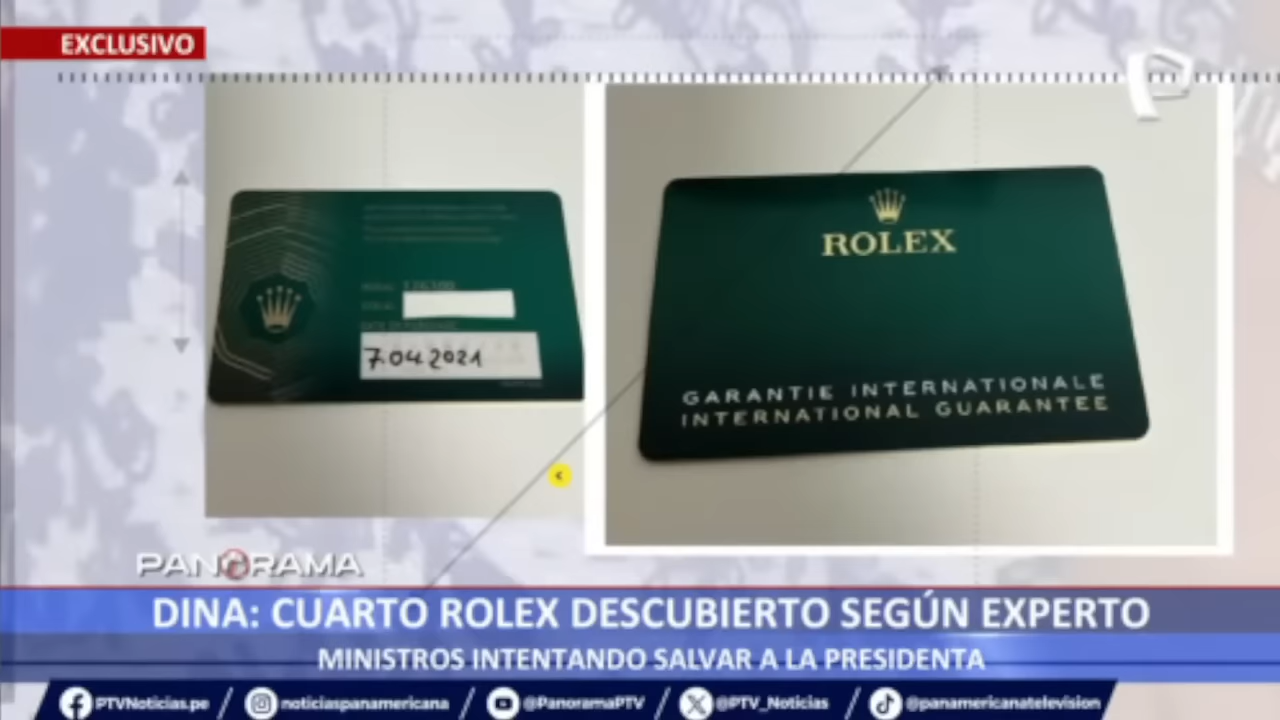 EXCLUSIVO
7.04.2021
ROLEX
GARANTIE INTERNATIONALE
INTERNATIONAL GUARANTEE
PANORAMA
DINA: CUARTO ROLEX DESCUBIERTO SEGÚN EXPERTO
MINISTROS INTENTANDO SALVAR A LA PRESIDENTA
PTVNoticias.pe noticiaspanamericana @PanoramaPTV @PTV_Noticias @panamericanatelevision